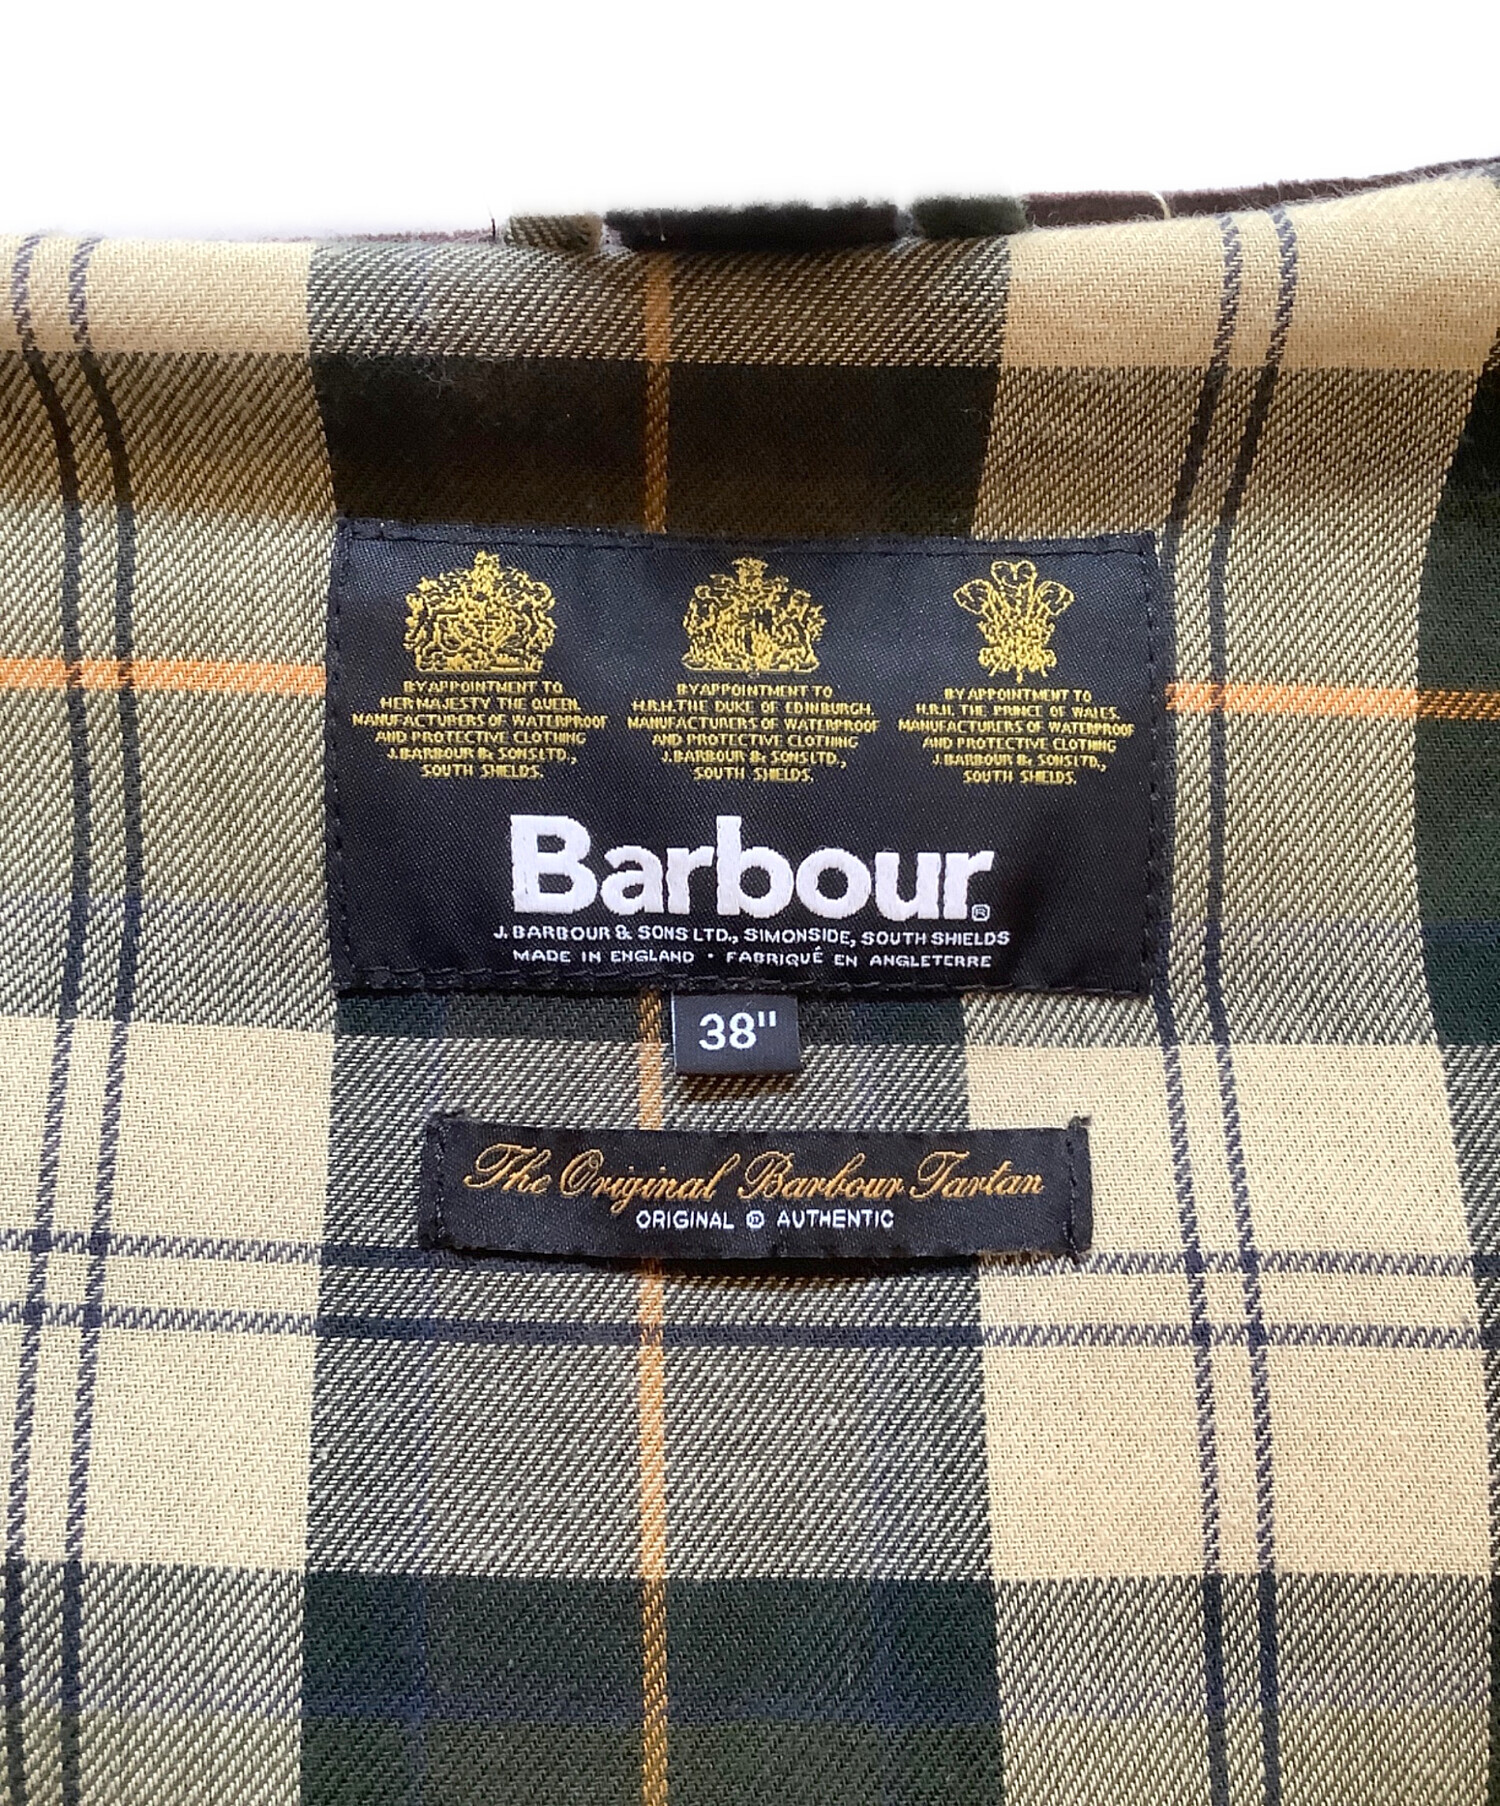 BY APPOINTMENT TO
HER MAJESTY THE QUEEN.
MANUFACTURERS OF WATERPROOF
AND PROTECTIVE CLOTHING
J. BARBOUR & SONS LTD.,
SOUTH SHIELDS.
BY APPOINTMENT TO
H.R.H. THE DUKE OF EDINBURGH.
MANUFACTURERS OF WATERPROOF
AND PROTECTIVE CLOTHING
J. BARBOUR & SONS LTD.,
SOUTH SHIELDS.
BY APPOINTMENT TO
H.R.H. THE PRINCE OF WALES.
MANUFACTURERS OF WATERPROOF
AND PROTECTIVE CLOTHING
J. BARBOUR & SONS LTD.,
SOUTH SHIELDS.
Barbour®
J. BARBOUR & SONS LTD., SIMONSIDE, SOUTH SHIELDS
MADE IN ENGLAND · FABRIQUÉ EN ANGLETERRE
38"
The Original Barbour Tartan
ORIGINAL AUTHENTIC